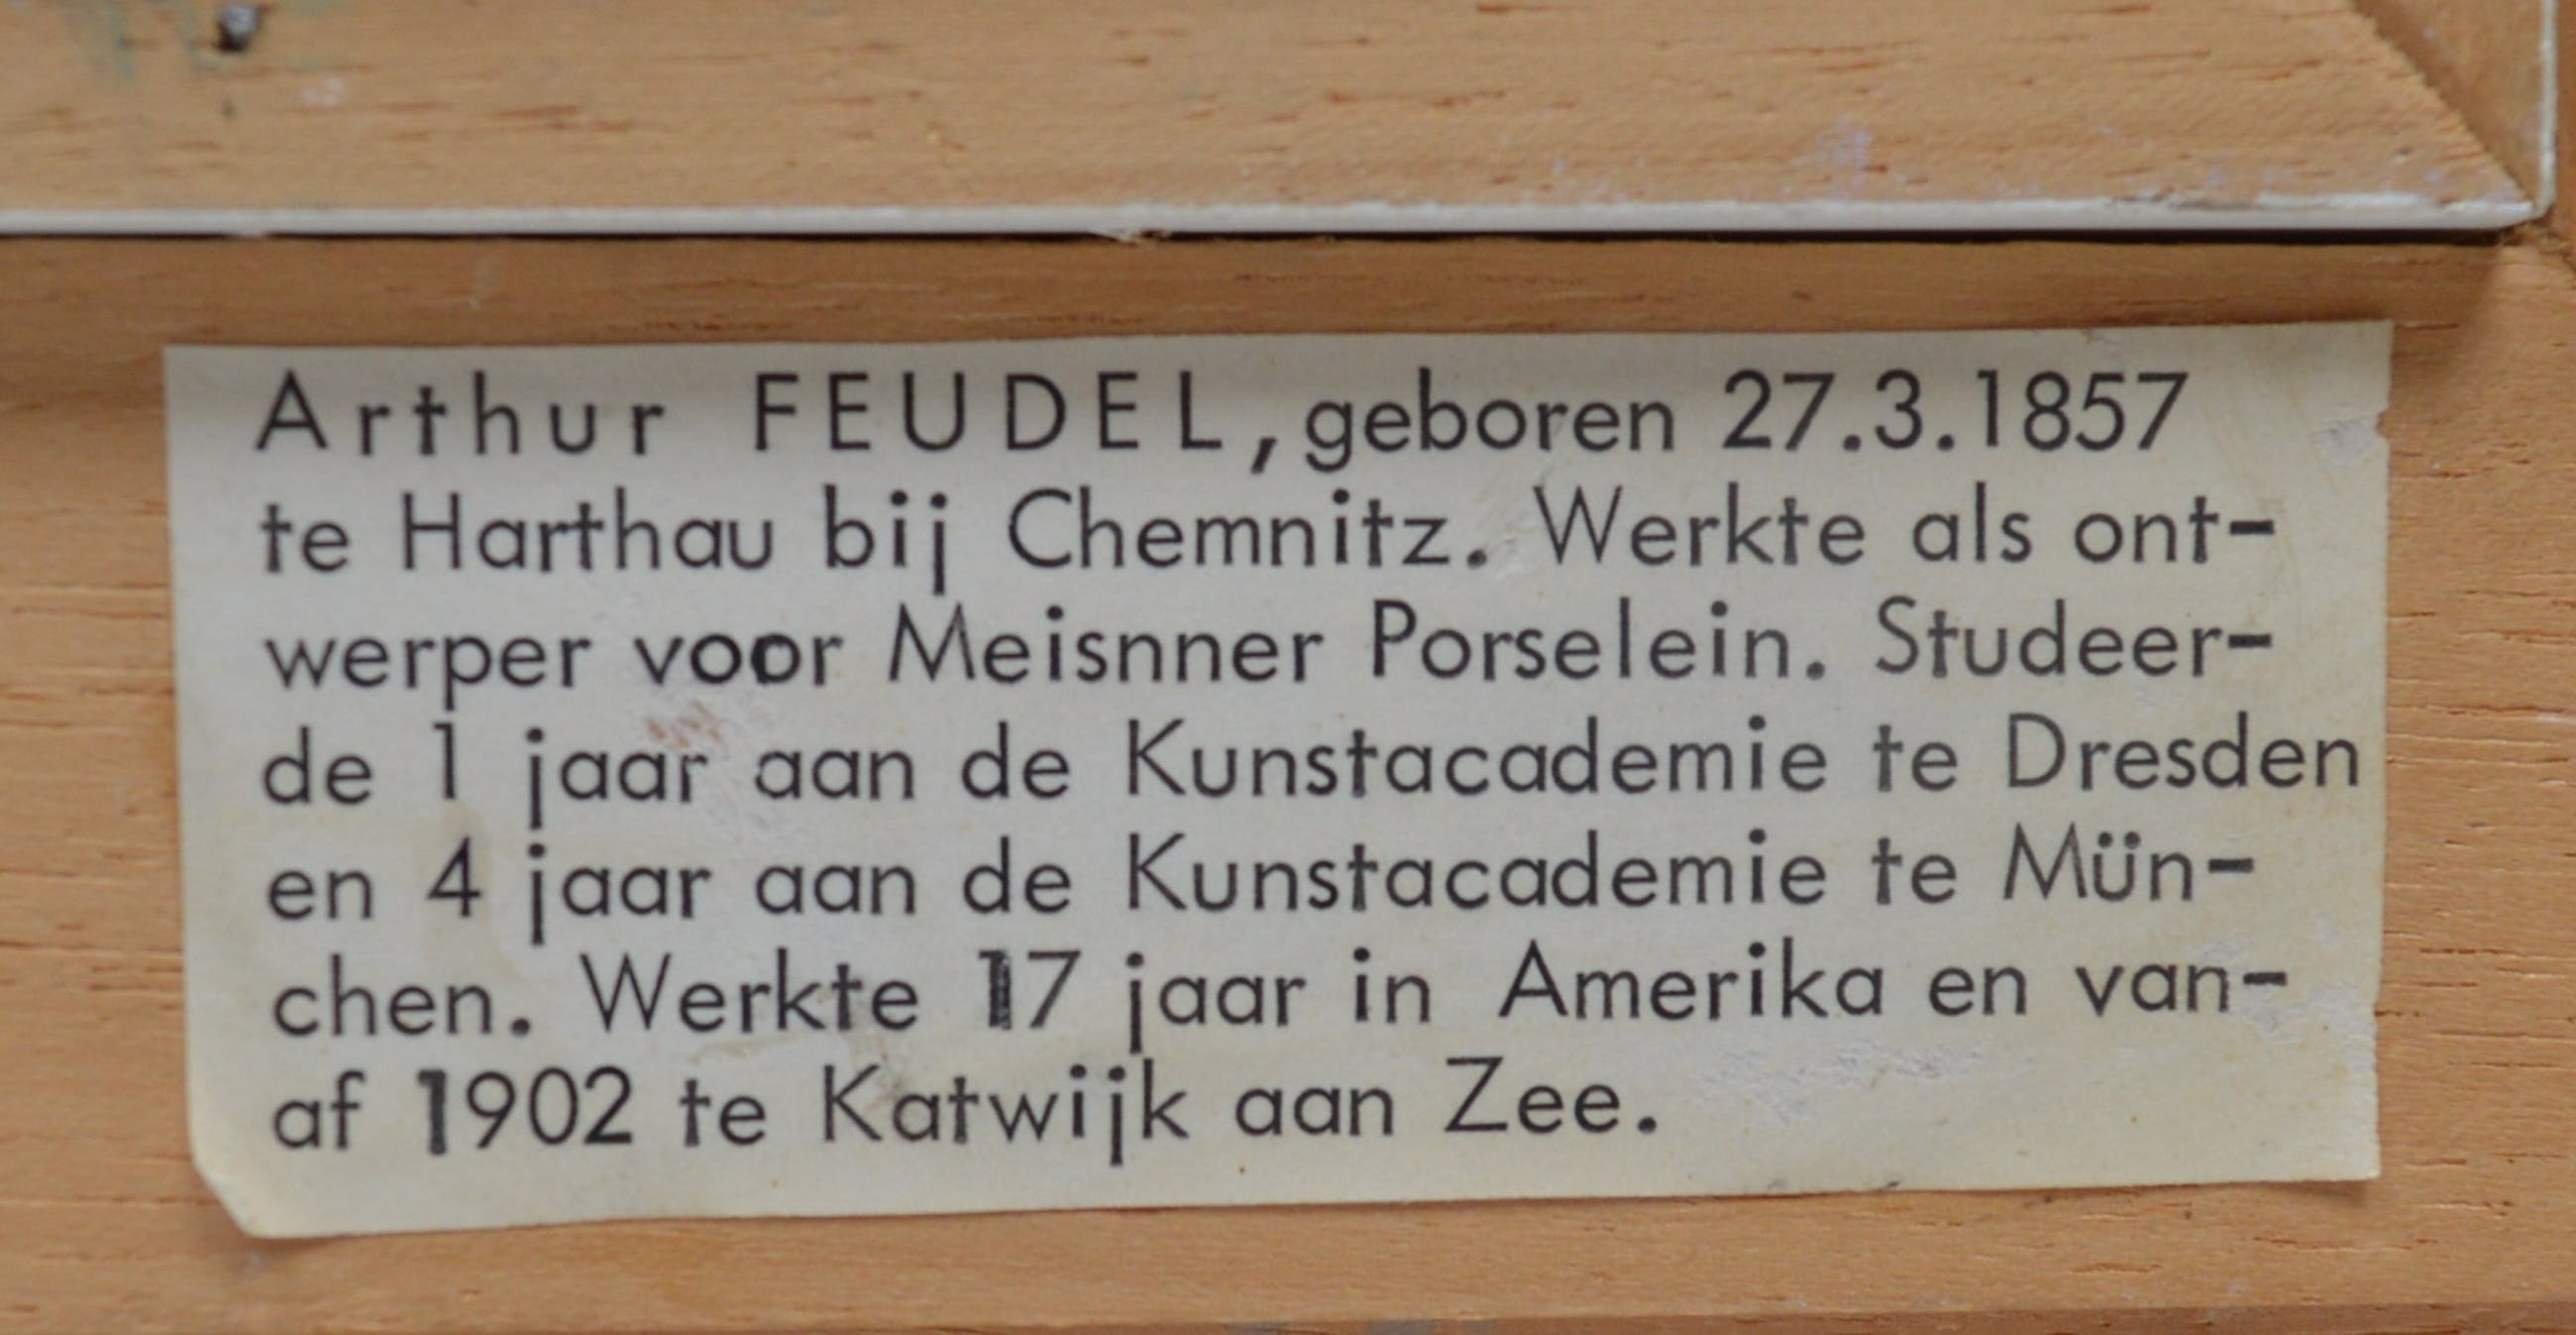 Arthur FEUDEL, geboren 27.3.1857
te Harthau bij Chemnitz. Werkte als ont-
werper voor Meisnner Porselein. Studeer-
de 1 jaar aan de Kunstacademie te Dresden
en 4 jaar aan de Kunstacademie te Mün-
chen. Werkte 17 jaar in Amerika en van-
af 1902 te Katwijk aan Zee.